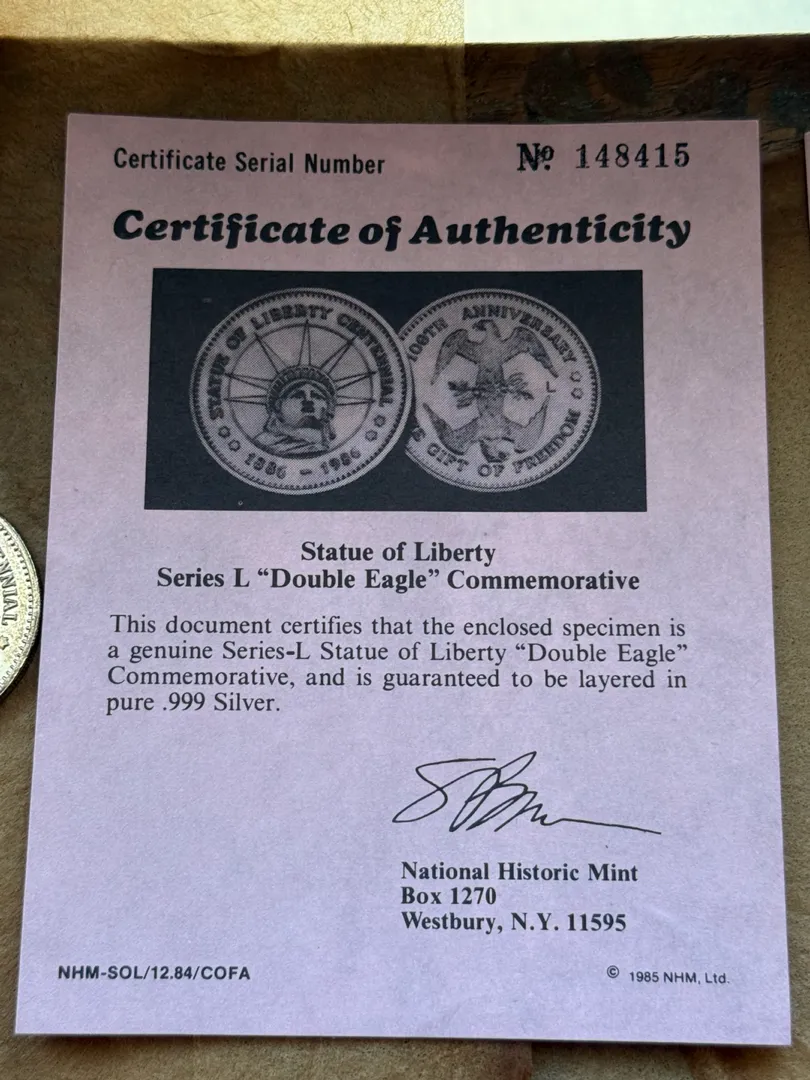 Certificate Serial Number
№ 148415
Certificate of Authenticity
STATUE OF LIBERTY CENTENNIAL
1886 - 1986
100TH ANNIVERSARY
L
GIFT OF FREEDOM
NNIAL
Statue of Liberty
Series L “Double Eagle” Commemorative
This document certifies that the enclosed specimen is
a genuine Series-L Statue of Liberty “Double Eagle”
Commemorative, and is guaranteed to be layered in
pure .999 Silver.
National Historic Mint
Box 1270
Westbury, N.Y. 11595
NHM-SOL/12.84/COFA
© 1985 NHM, Ltd.